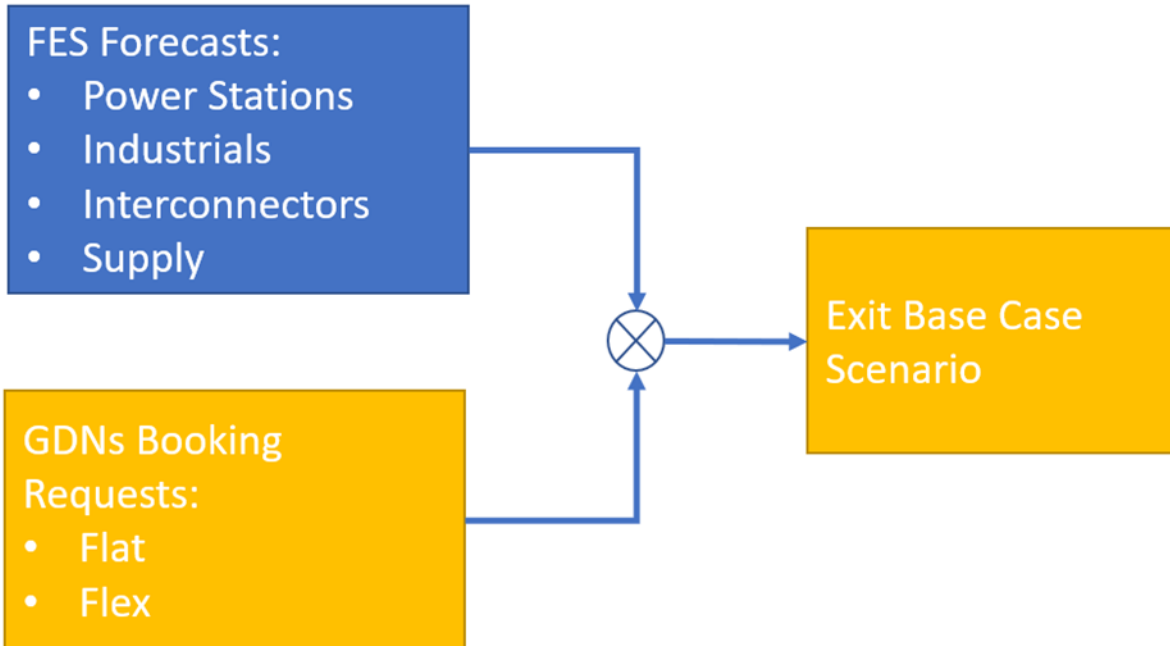 FES Forecasts:
• Power Stations
• Industrials
• Interconnectors
• Supply
GDNs Booking
Requests:
• Flat
• Flex
Exit Base Case
Scenario